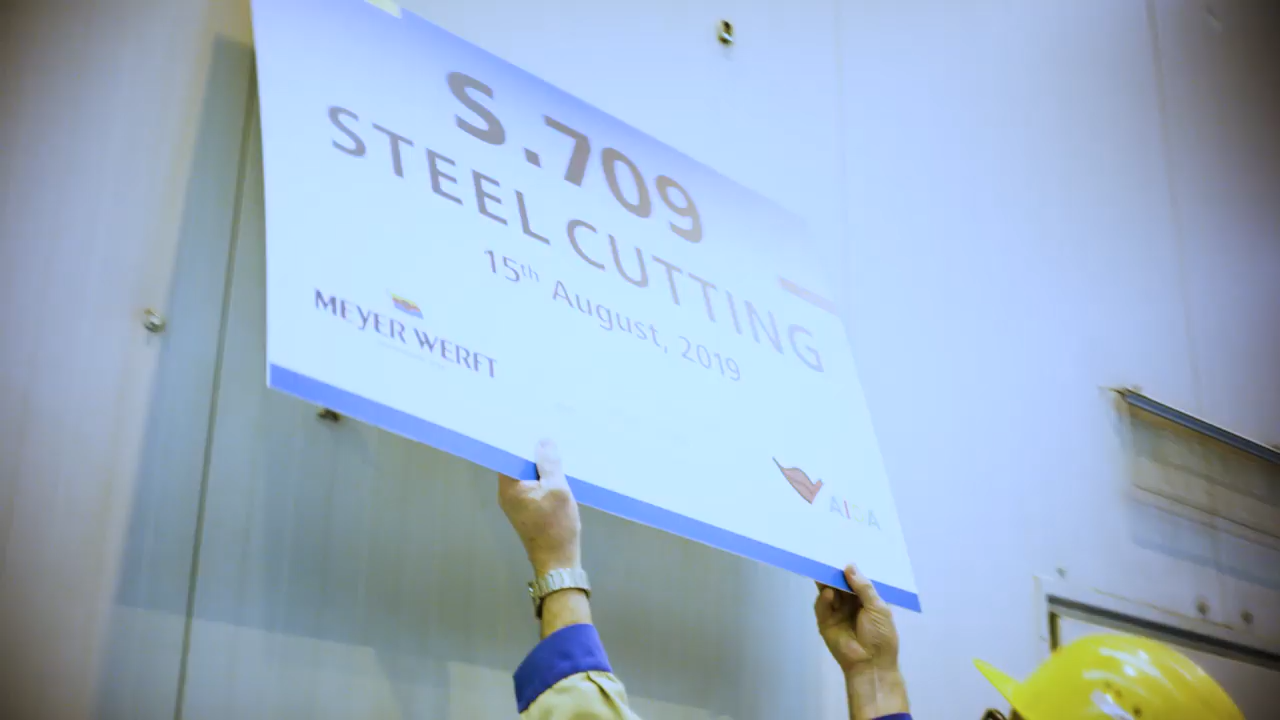 S.709
STEEL CUTTING
15th August, 2019
MEYER WERFT
AIDA